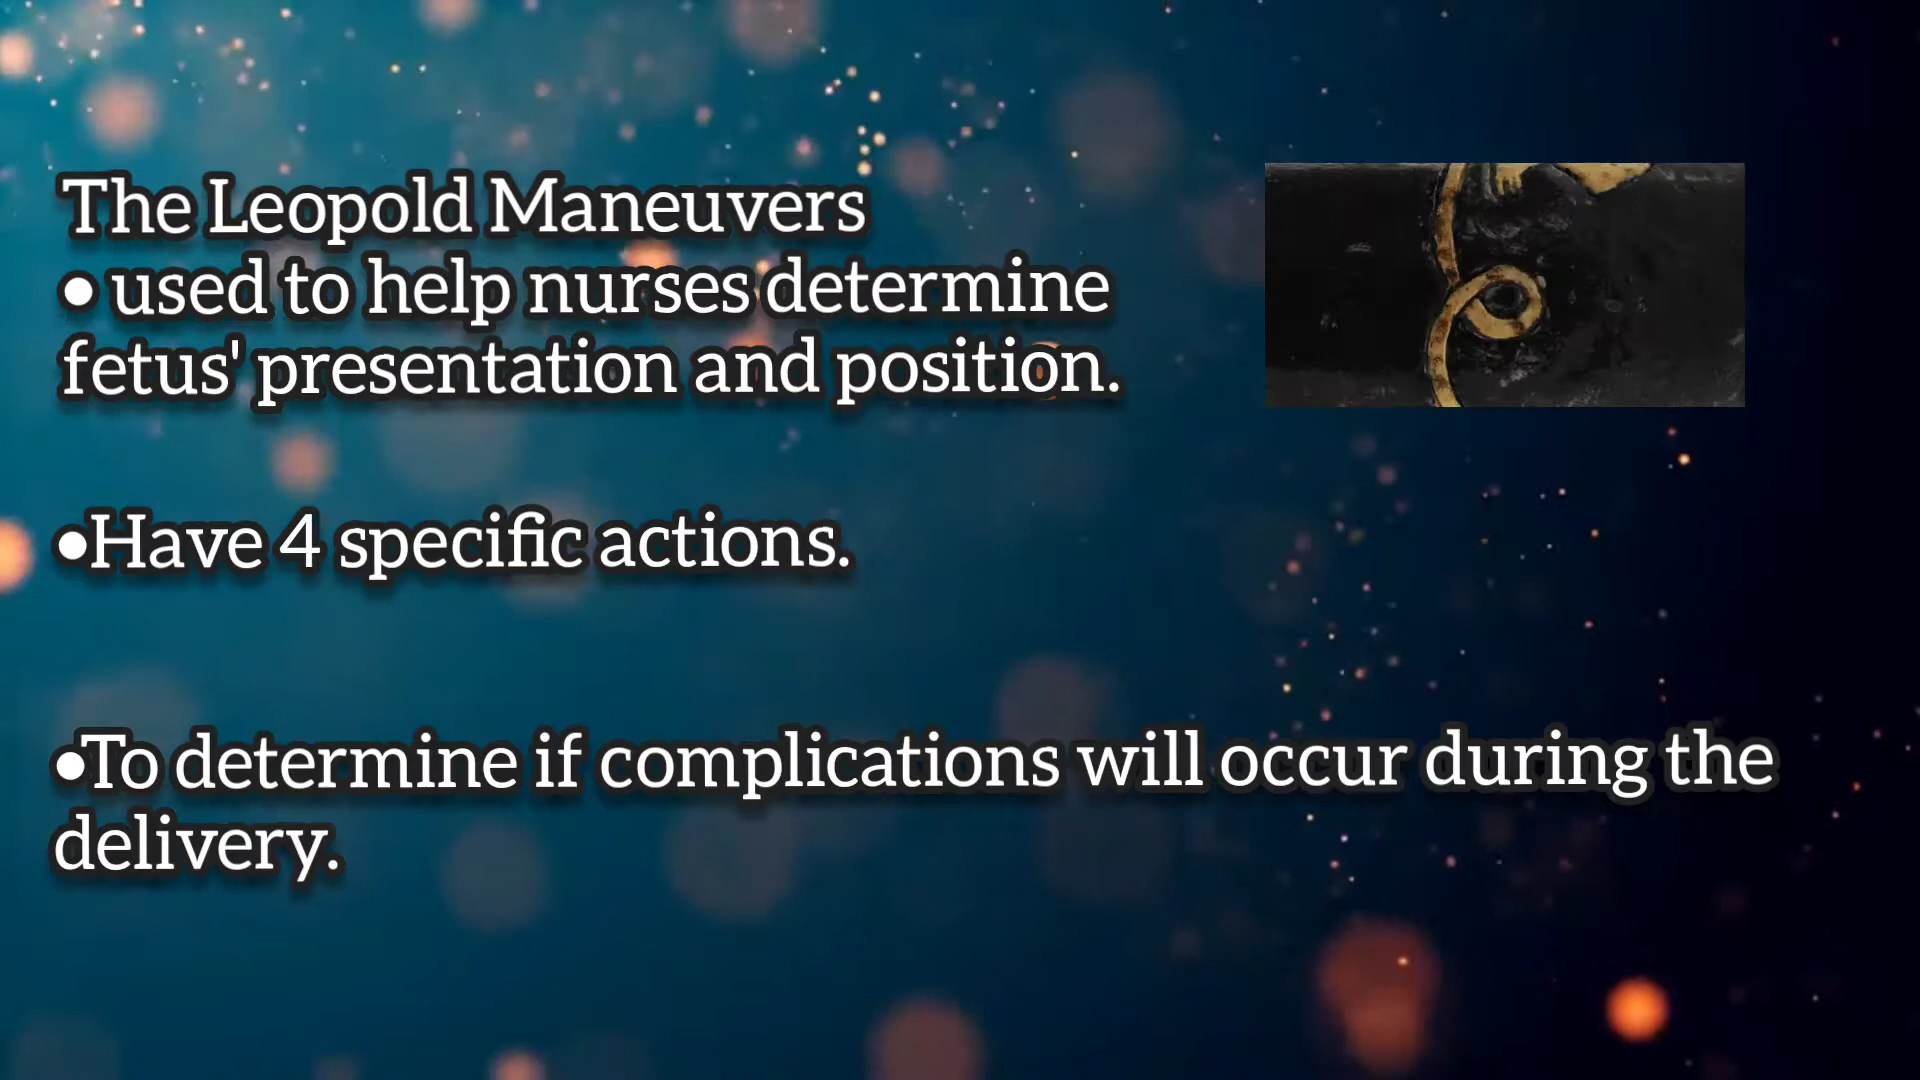 The Leopold Maneuvers
• used to help nurses determine
fetus' presentation and position.
•Have 4 specific actions.
•To determine if complications will occur during the
delivery.